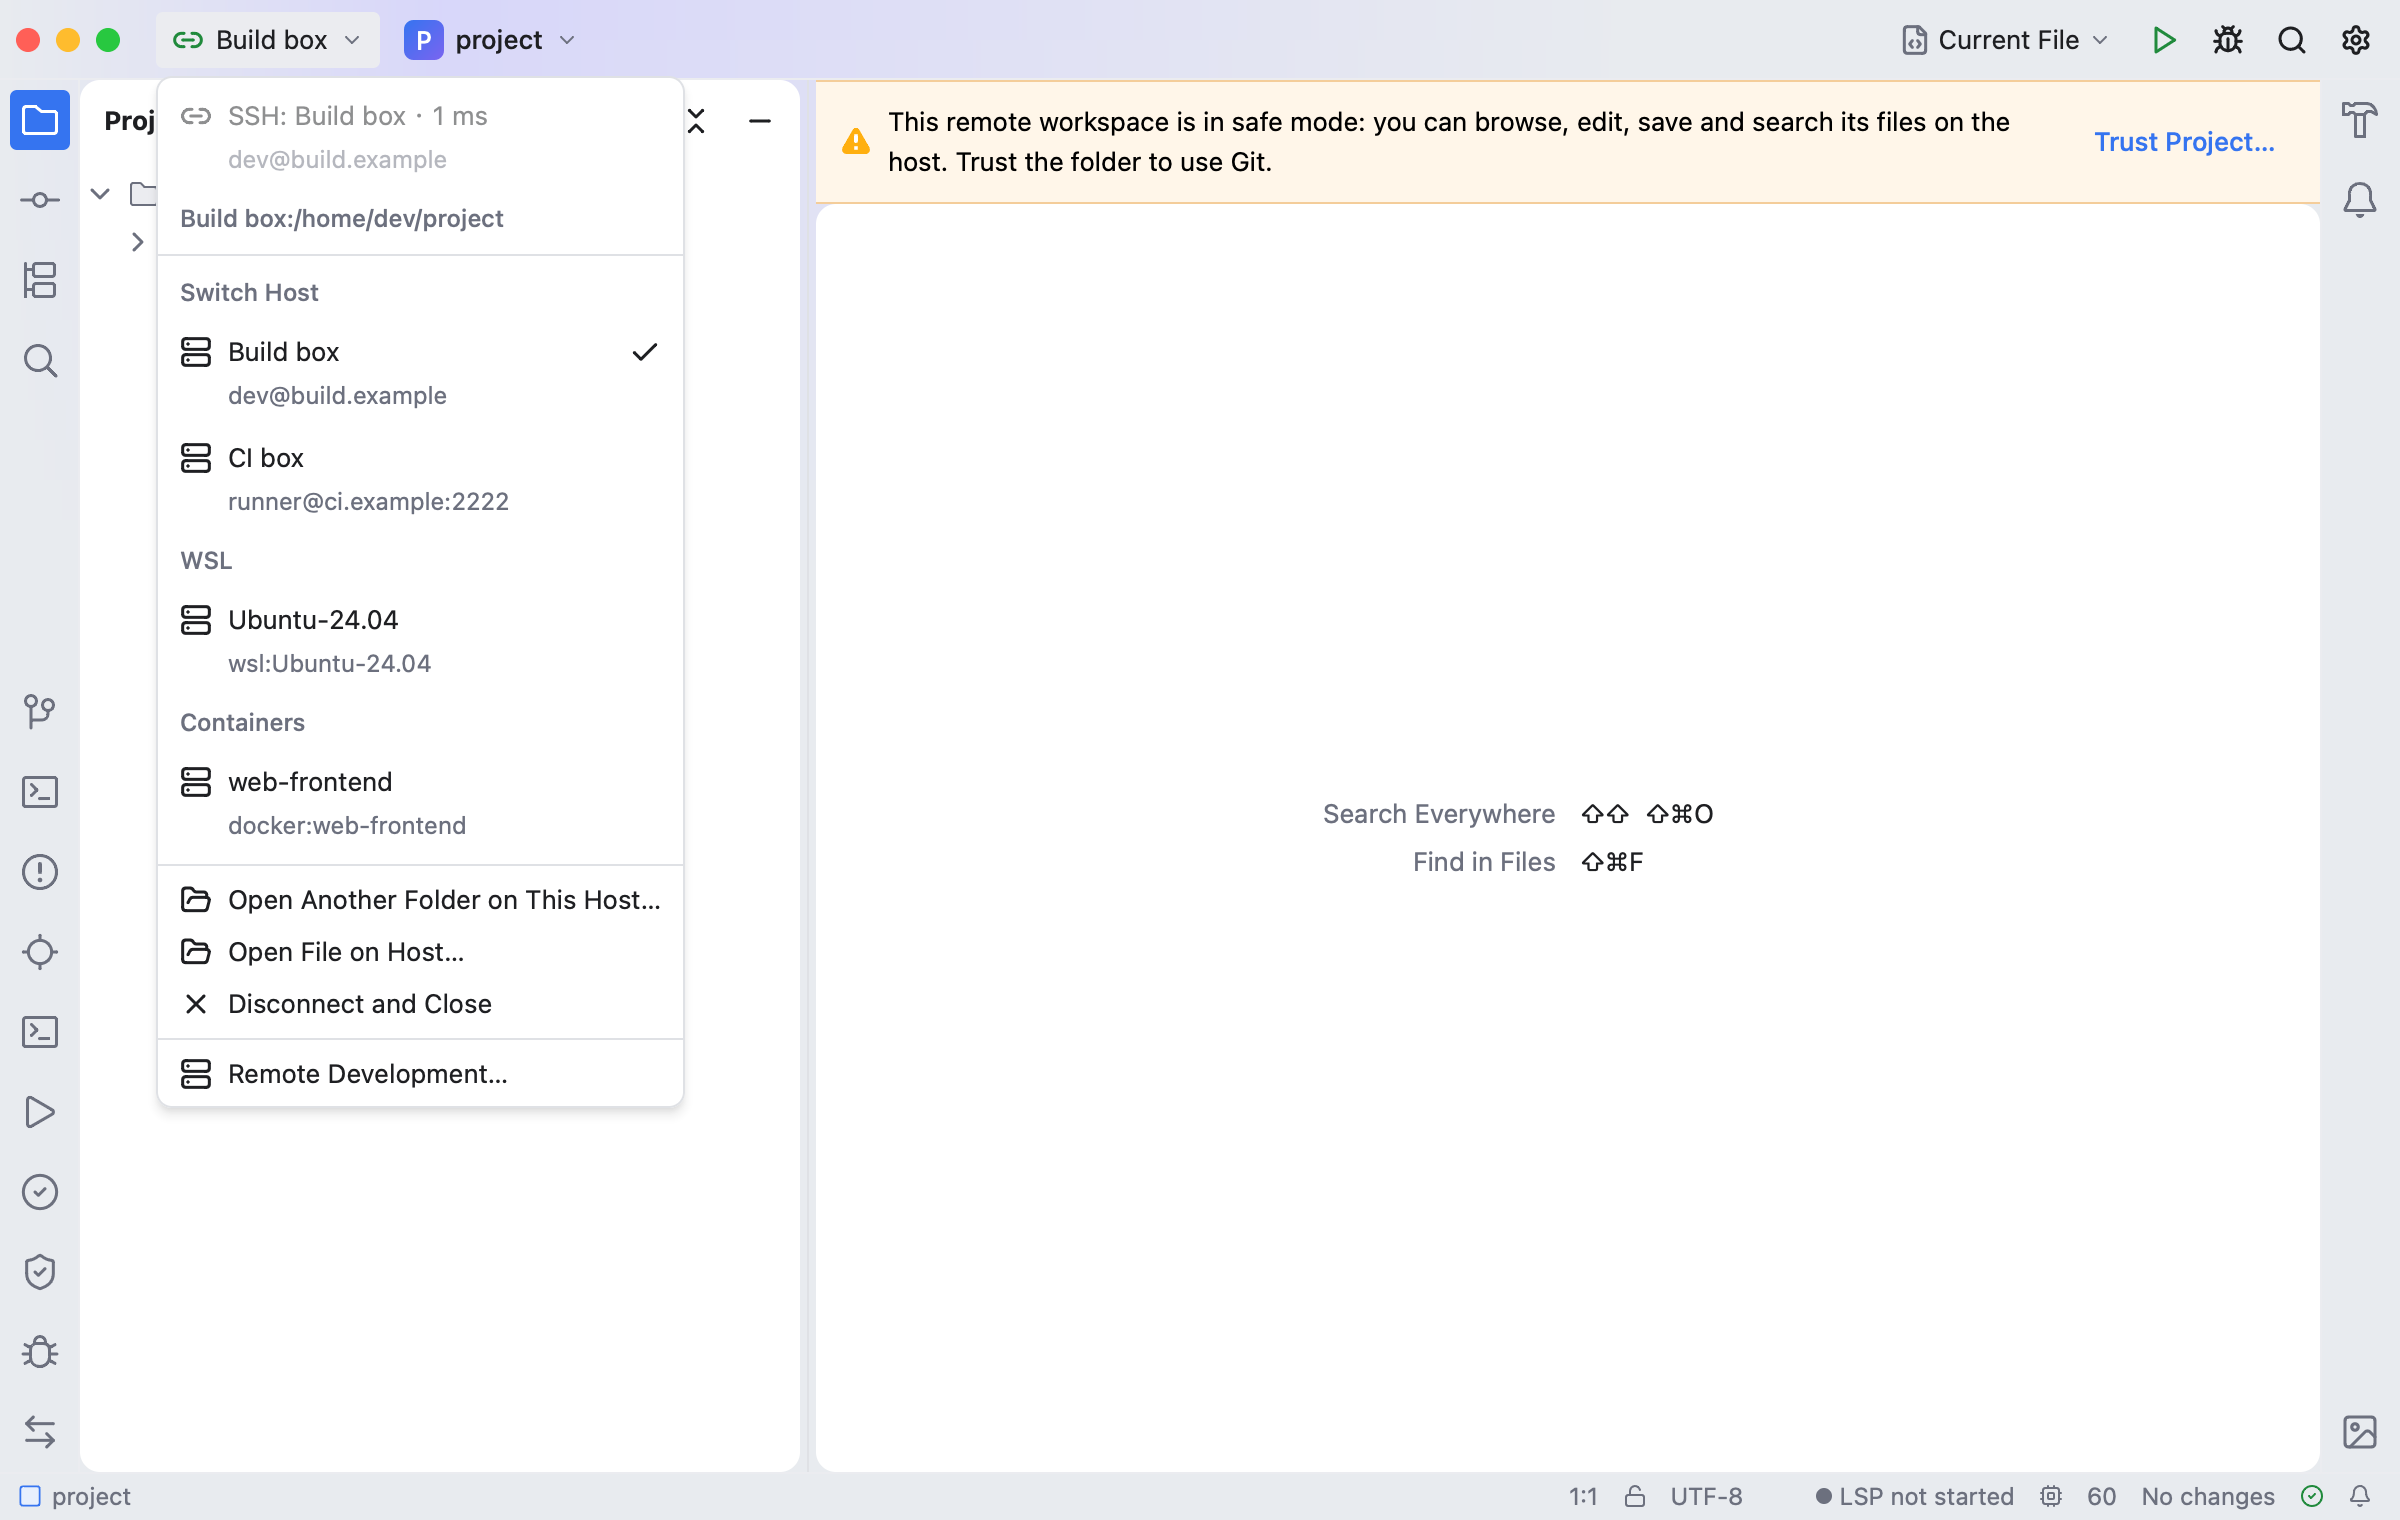 Build box
P project
Current File
Proj
SSH: Build box · 1 ms
dev@build.example
Build box:/home/dev/project
Switch Host
Build box
dev@build.example
CI box
runner@ci.example:2222
WSL
Ubuntu-24.04
wsl:Ubuntu-24.04
Containers
web-frontend
docker:web-frontend
Open Another Folder on This Host...
Open File on Host...
Disconnect and Close
Remote Development...
This remote workspace is in safe mode: you can browse, edit, save and search its files on the
host. Trust the folder to use Git.
Trust Project...
Search Everywhere ⇧⇧ ⇧⌘O
Find in Files ⇧⌘F
project
1:1 UTF-8 LSP not started 60 No changes